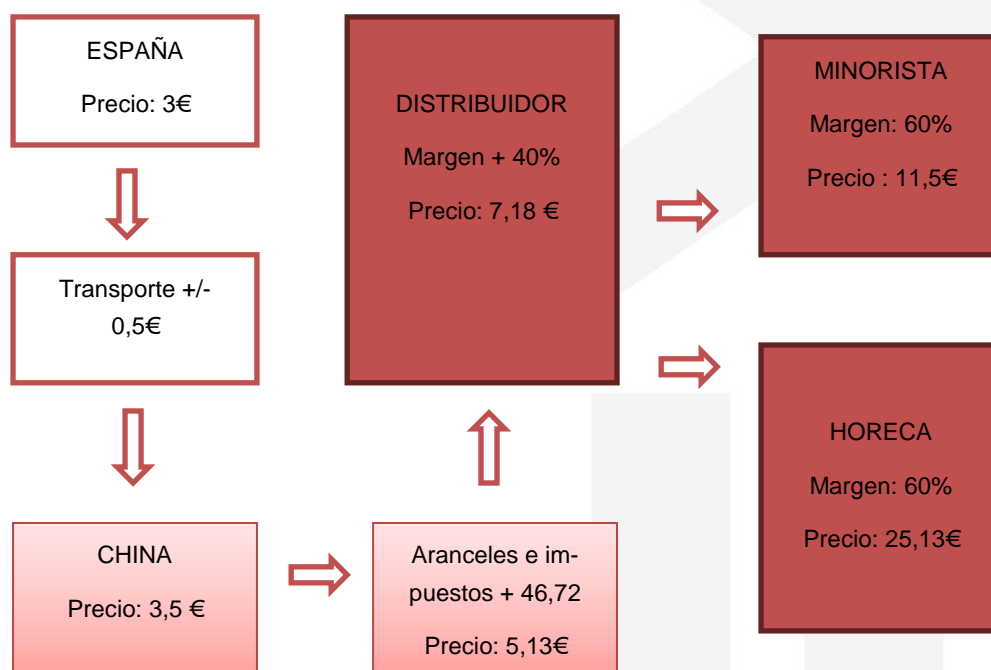 ESPAÑA
Precio: 3€
Transporte +/-
0,5€
CHINA
Precio: 3,5 €
Aranceles e im-
puestos + 46,72
Precio: 5,13€
DISTRIBUIDOR
Margen + 40%
Precio: 7,18 €
MINORISTA
Margen: 60%
Precio : 11,5€
HORECA
Margen: 60%
Precio: 25,13€